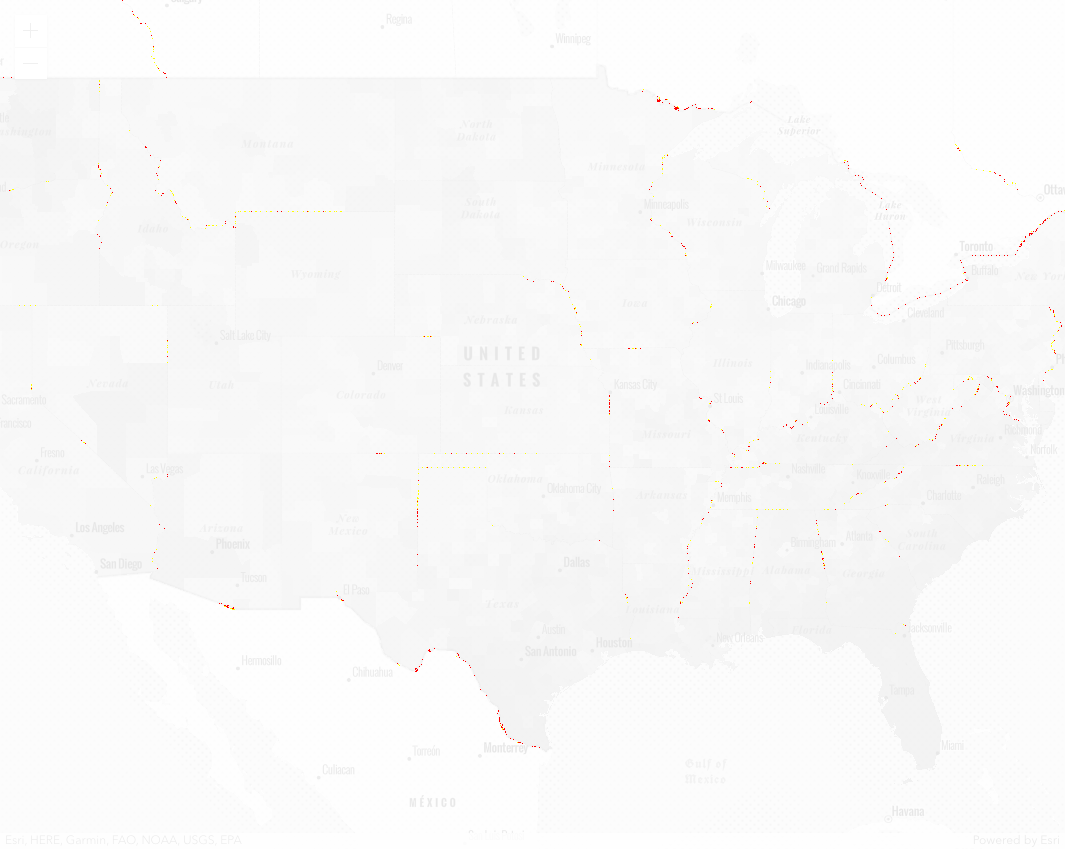 Regina
Winnipeg
Lake
Superior
North
Dakota
Montana
Minnesota
Ottawa
Lake
Huron
South
Dakota
Minneapolis
Wisconsin
Idaho
Oregon
Toronto
Milwaukee
Grand Rapids
Buffalo
New York
Wyoming
Detroit
Chicago
Iowa
Cleveland
Nebraska
Salt Lake City
Pittsburgh
UNITED
STATES
Denver
Illinois
Indianapolis
Columbus
Nevada
Utah
Kansas City
Cincinnati
Washington
Sacramento
Colorado
Kansas
St Louis
West
Virginia
Louisville
Missouri
Kentucky
Virginia
Richmond
Fresno
California
Las Vegas
Norfolk
Nashville
Knoxville
Raleigh
Oklahoma
Oklahoma City
Arkansas
Memphis
Charlotte
Los Angeles
Arizona
New
Mexico
Phoenix
Birmingham
Atlanta
South
Carolina
San Diego
Dallas
Mississippi
Alabama
Georgia
Tucson
El Paso
Texas
Louisiana
Austin
Florida
Jacksonville
Hermosillo
San Antonio
Houston
New Orleans
Chihuahua
Tampa
Torreón
Monterrey
Miami
Culiacan
Gulf of
Mexico
MÉXICO
Havana
Esri, HERE, Garmin, FAO, NOAA, USGS, EPA
Powered by Esri